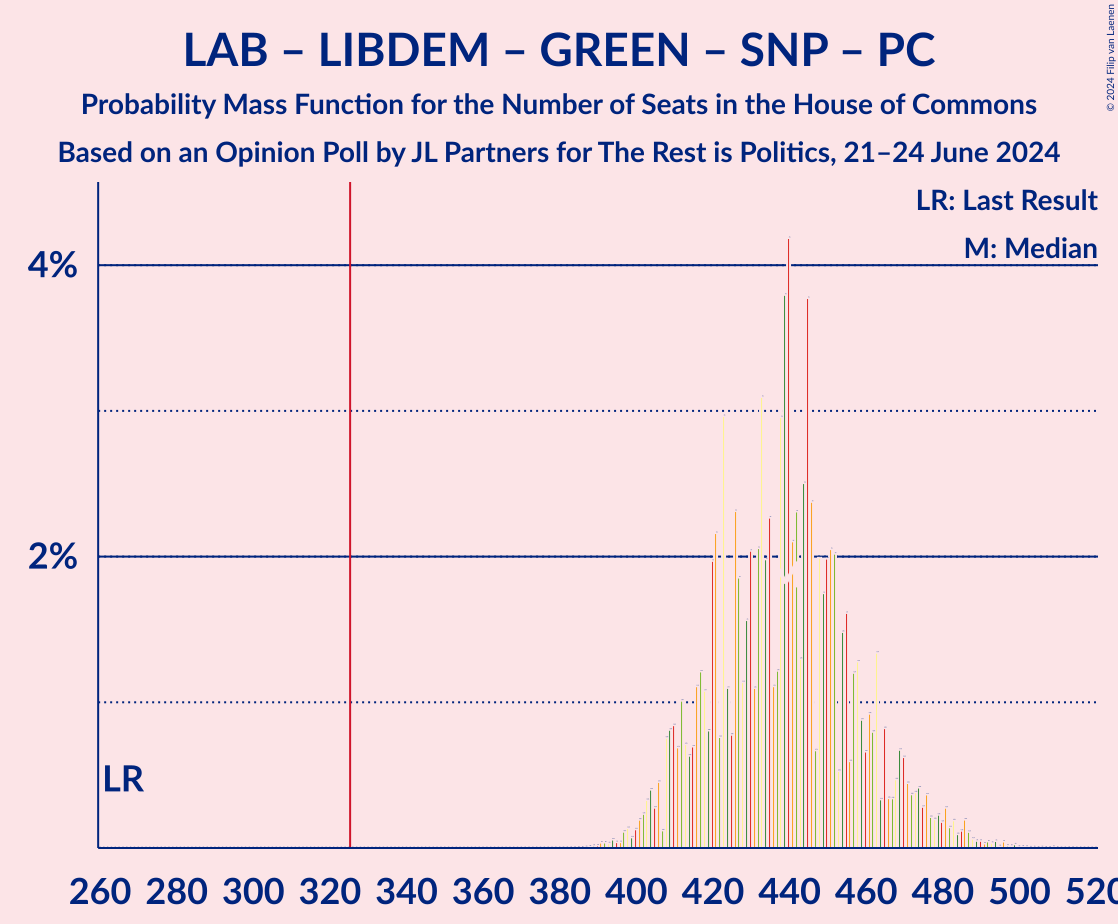 LAB – LIBDEM – GREEN – SNP – PC
Probability Mass Function for the Number of Seats in the House of Commons
Based on an Opinion Poll by JL Partners for The Rest is Politics, 21–24 June 2024
© 2024 Filip van Laenen
LR: Last Result
M: Median
4%
2%
LR
260 280 300 320 340 360 380 400 420 440 460 480 500 520